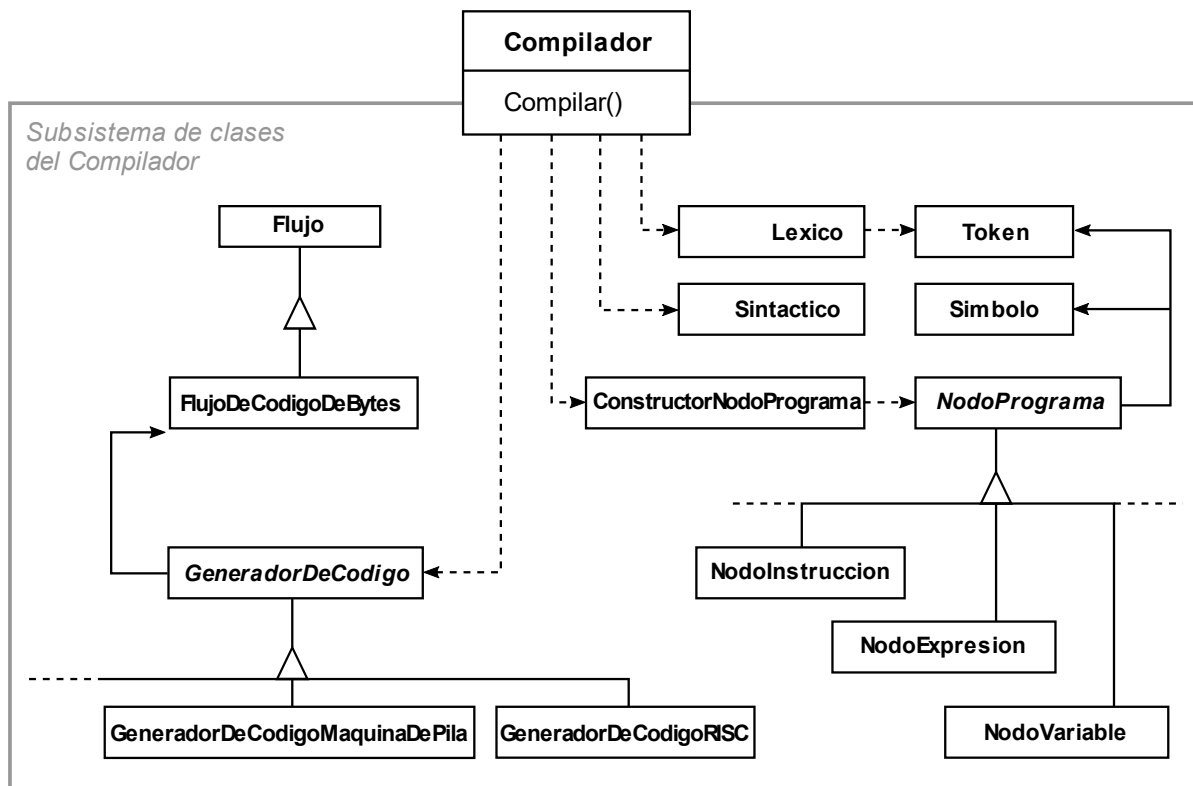 Compilador
Compilar()
Subsistema de clases
del Compilador
Flujo
Lexico
Token
Sintactico
Simbolo
FlujoDeCodigoDeBytes
ConstructorNodoPrograma
NodoPrograma
GeneradorDeCodigo
NodoInstruccion
NodoExpresion
GeneradorDeCodigoMaquinaDePila
GeneradorDeCodigoRISC
NodoVariable